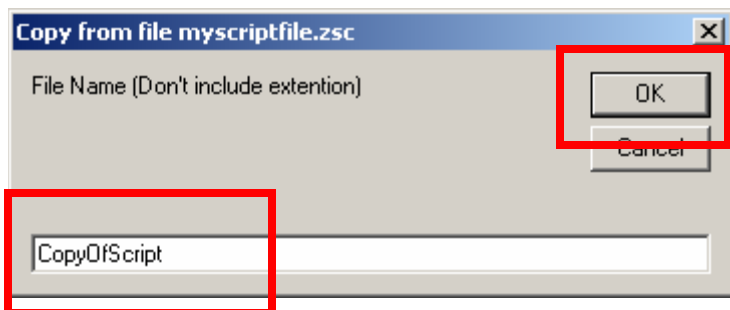 Copy from file myscriptfile.zsc
File Name (Don't include extention)
OK
Cancel
CopyOfScript